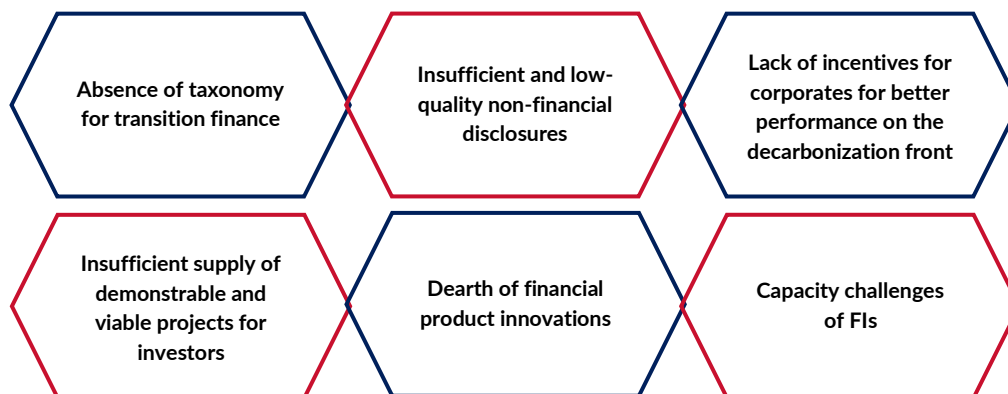 Absence of taxonomy
for transition finance
Insufficient and low-
quality non-financial
disclosures
Lack of incentives for
corporates for better
performance on the
decarbonization front
Insufficient supply of
demonstrable and
viable projects for
investors
Dearth of financial
product innovations
Capacity challenges
of FIs